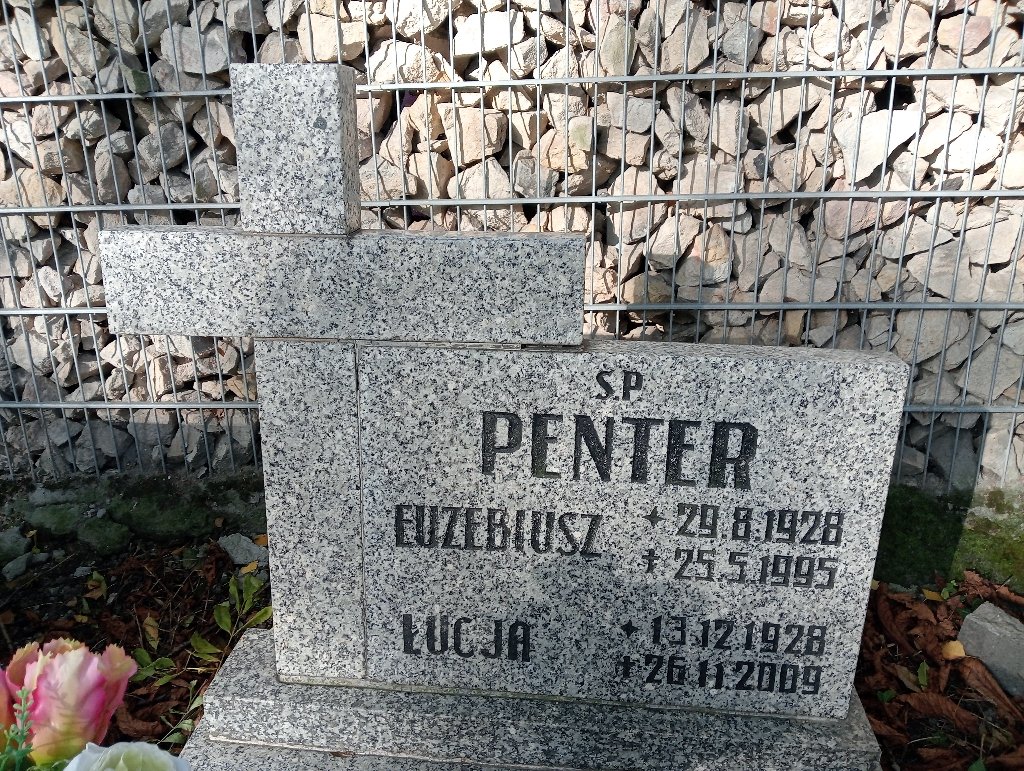 ŚP
PENTER
EUZEBIUSZ ✦ 29.8.1928
✝ 25.5.1995
ŁUCJA ✦ 13.12.1928
✝ 26.11.2009